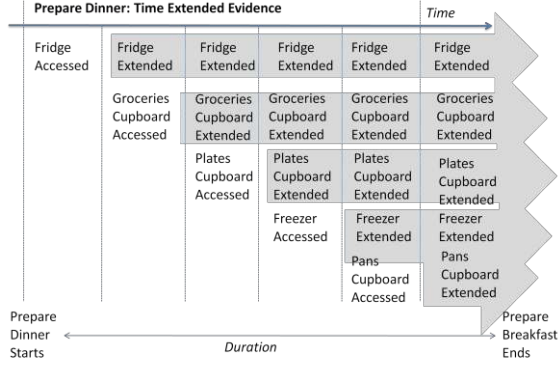 Prepare Dinner: Time Extended Evidence
Time
Fridge
Accessed
Fridge
Extended
Fridge
Extended
Fridge
Extended
Fridge
Extended
Fridge
Extended
Groceries
Cupboard
Accessed
Groceries
Cupboard
Extended
Groceries
Cupboard
Extended
Groceries
Cupboard
Extended
Groceries
Cupboard
Extended
Plates
Cupboard
Accessed
Plates
Cupboard
Extended
Plates
Cupboard
Extended
Plates
Cupboard
Extended
Freezer
Accessed
Freezer
Extended
Freezer
Extended
Pans
Cupboard
Accessed
Pans
Cupboard
Extended
Prepare
Dinner
Starts
Duration
Prepare
Breakfast
Ends